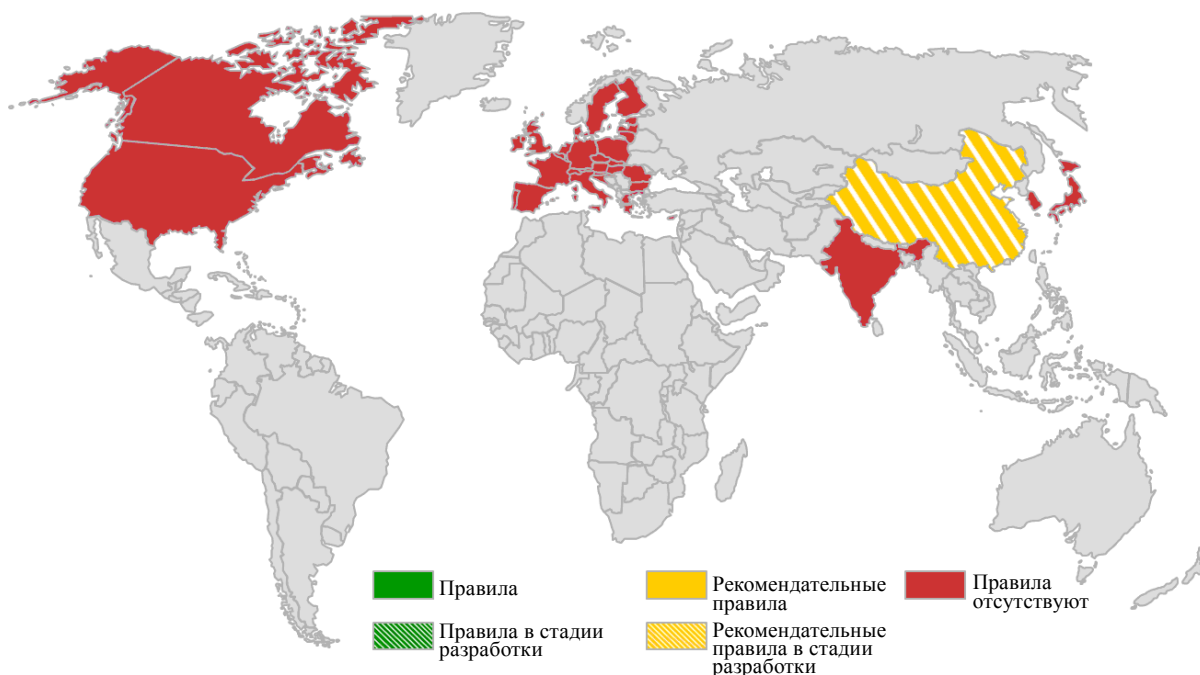 Правила
Правила в стадии
разработки
Рекомендательные
правила
Рекомендательные
правила в стадии
разработки
Правила
отсутствуют